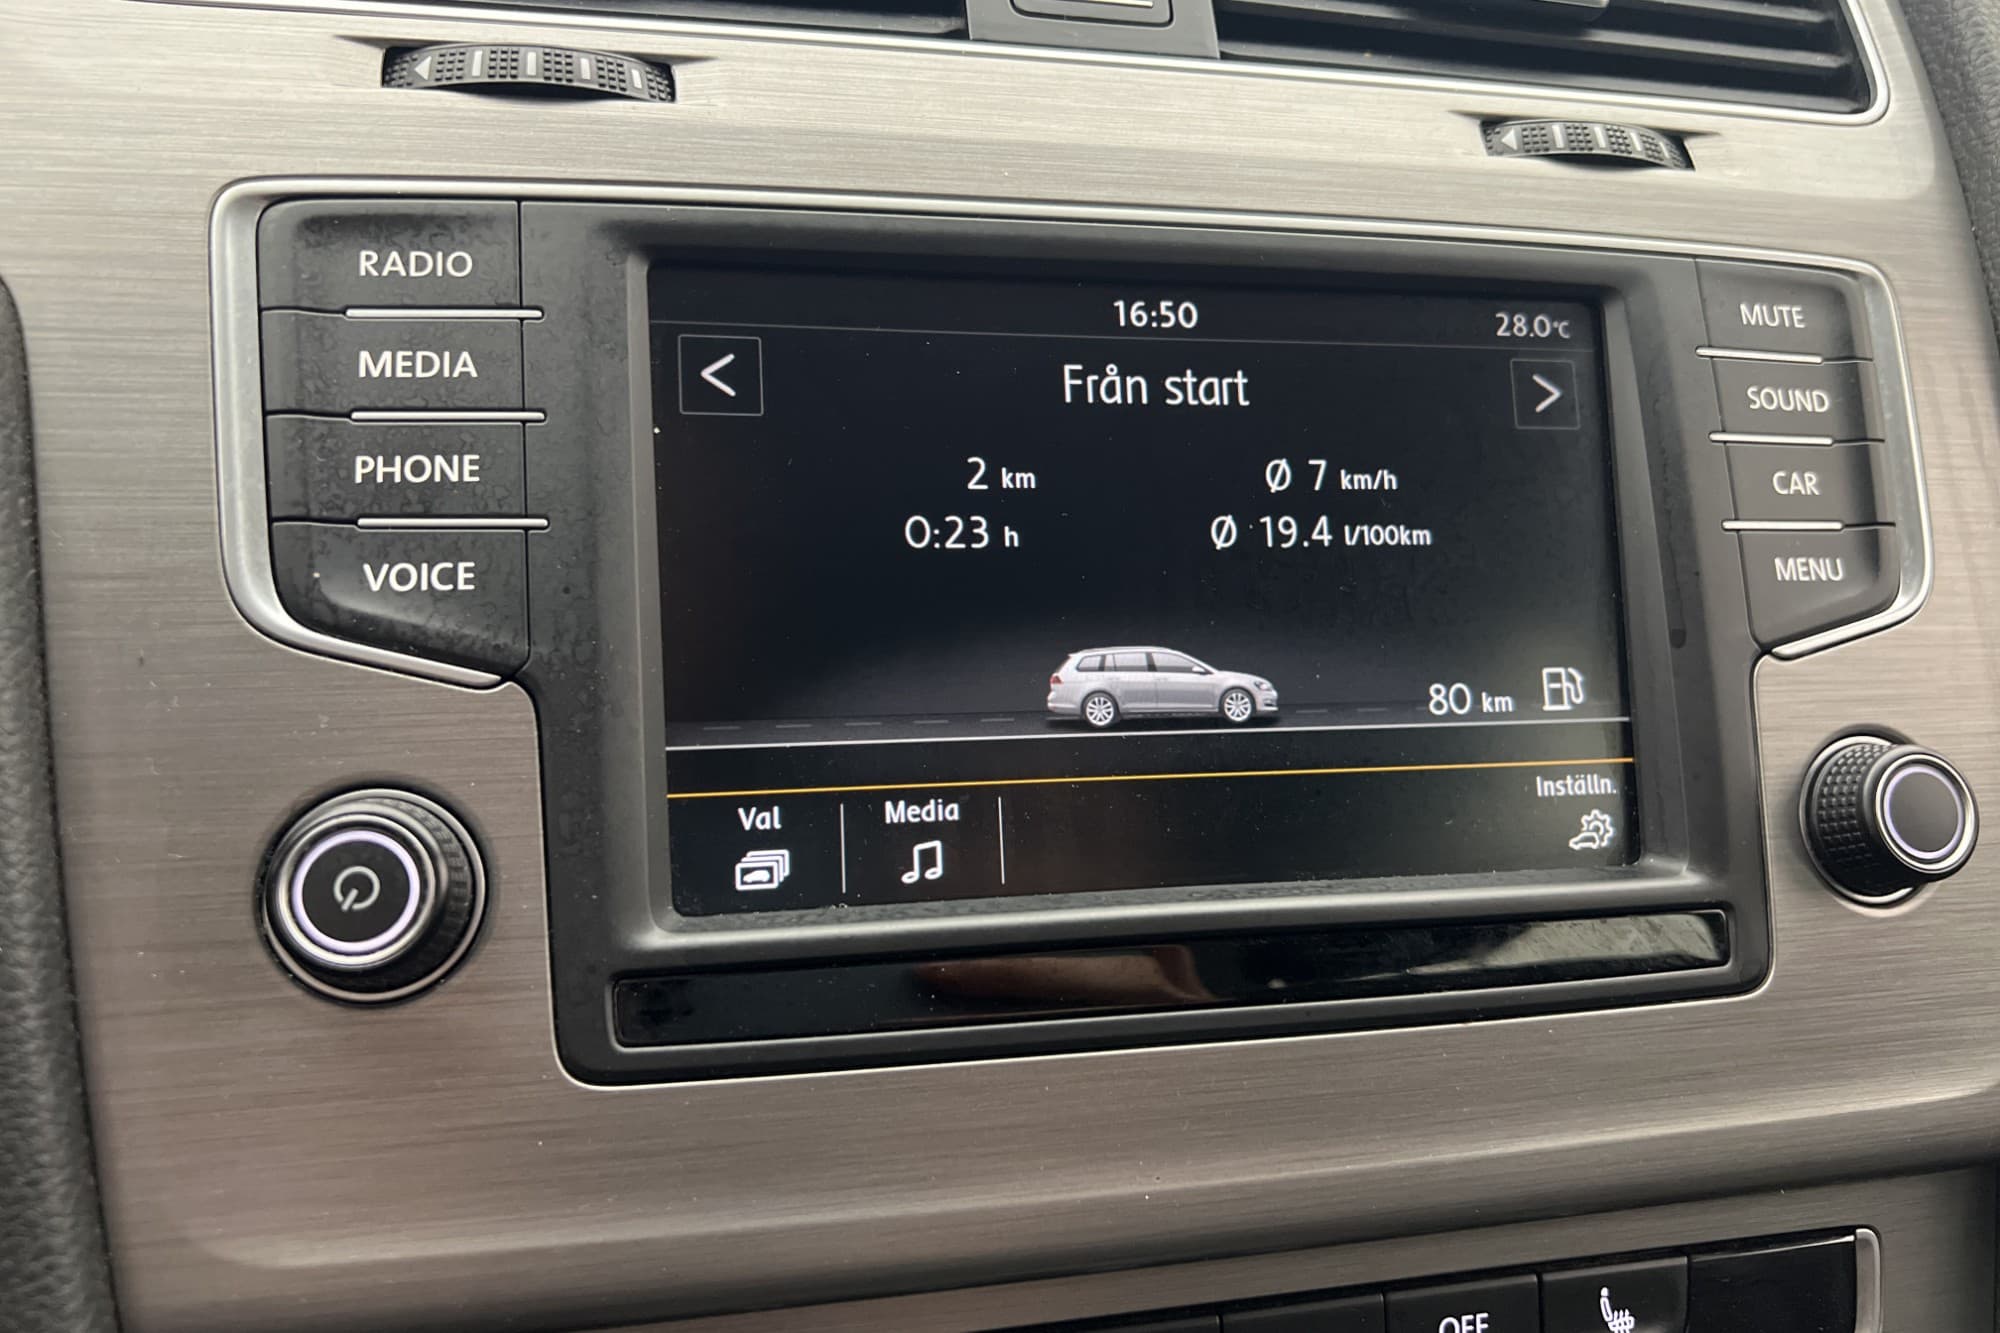 RADIO
MEDIA
PHONE
VOICE
16:50
28.0°C
<
Från start
>
2 km
Ø 7 km/h
0:23 h
Ø 19.4 l/100km
80 km
Val
Media
Inställn.
MUTE
SOUND
CAR
MENU
OFF